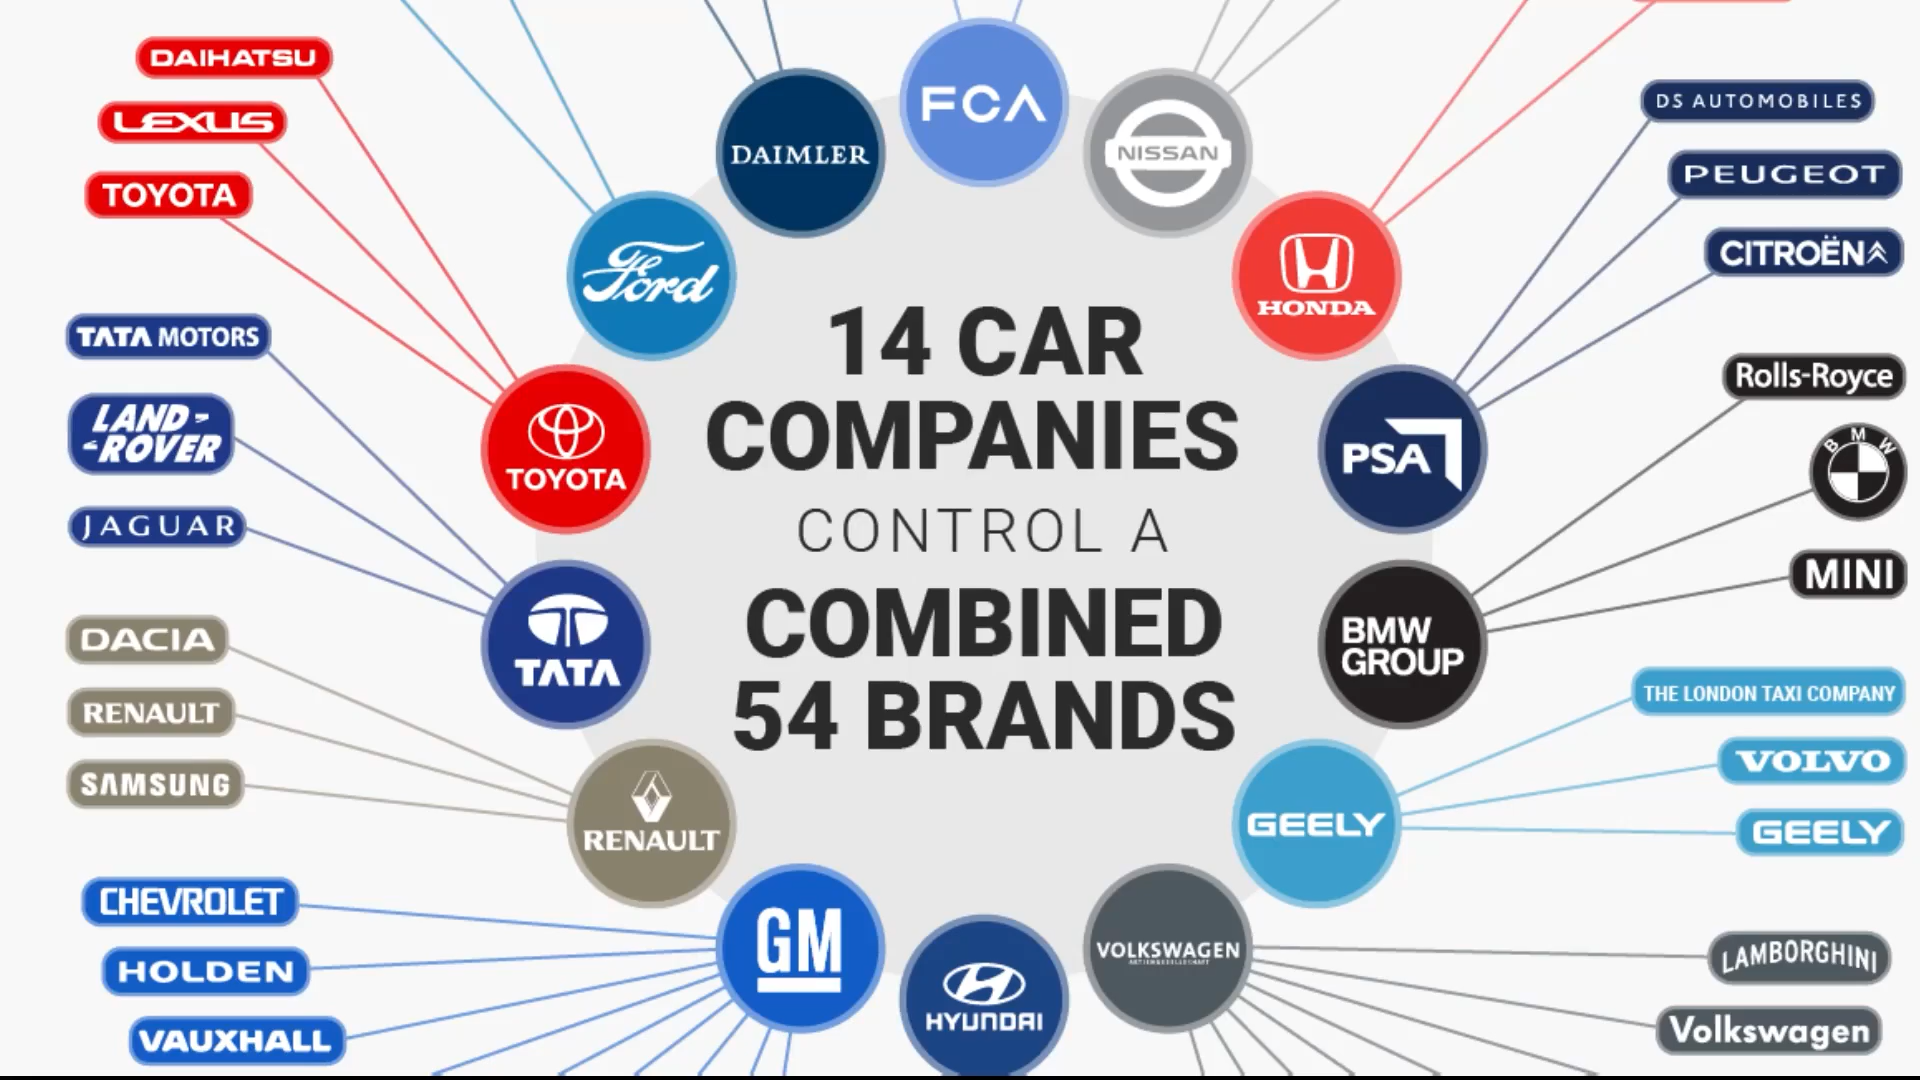 DAIHATSU
LEXUS
TOYOTA
TATA MOTORS
LAND-
-ROVER
JAGUAR
DACIA
RENAULT
SAMSUNG
CHEVROLET
HOLDEN
VAUXHALL
FCA
DAIMLER
NISSAN
Ford
HONDA
TOYOTA
PSA
TATA
BMW
GROUP
RENAULT
GEELY
GM
VOLKSWAGEN
AKTIENGESELLSCHAFT
HYUNDAI
14 CAR
COMPANIES
CONTROL A
COMBINED
54 BRANDS
DS AUTOMOBILES
PEUGEOT
CITROËN
Rolls-Royce
BMW
MINI
THE LONDON TAXI COMPANY
VOLVO
GEELY
LAMBORGHINI
Volkswagen